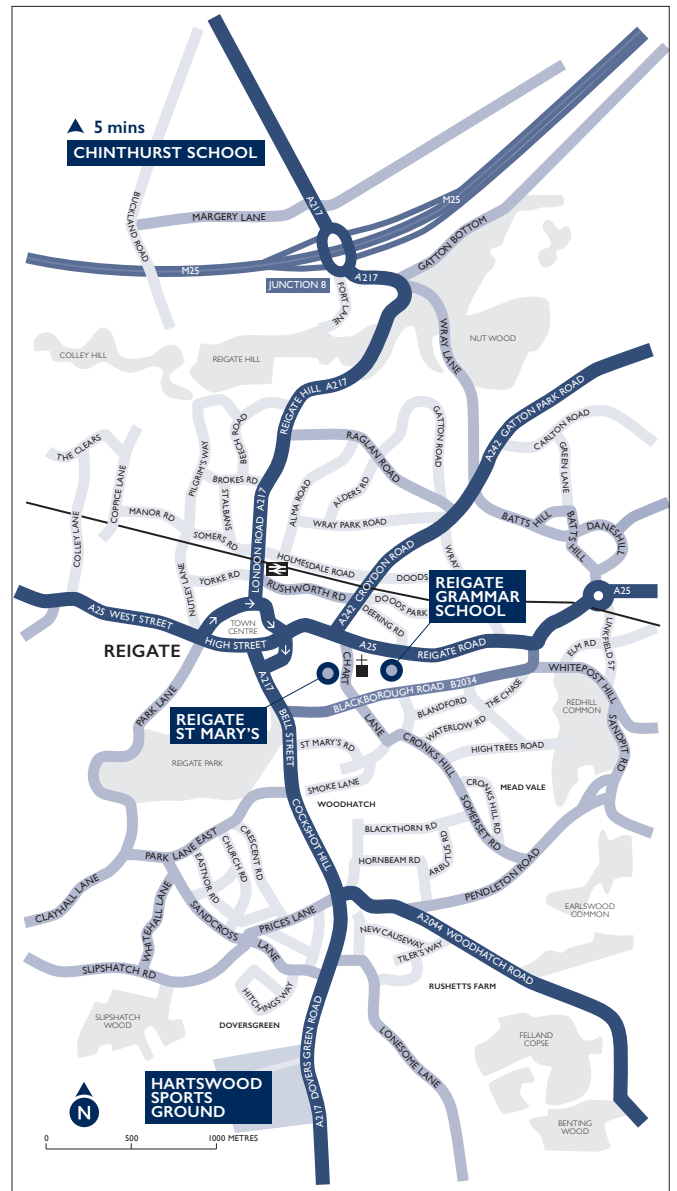 5 mins
CHINTHURST SCHOOL
A217
M25
BUCKLAND ROAD
MARGERY LANE
GATTON BOTTOM
M25
A217
JUNCTION 8
FORT LANE
WRAY LANE
NUT WOOD
COLLEY HILL
REIGATE HILL
REIGATE HILL A217
A242 GATTON PARK ROAD
THE CLEARS
COPPICE LANE
PILGRIM'S WAY
BEECH ROAD
RAGLAN ROAD
GATTON ROAD
CARLTON ROAD
GREEN LANE
BROKES RD
ST ALBANS
ALMA ROAD
ALDERS RD
LONDON ROAD A217
MANOR RD
WRAY PARK ROAD
BATTS HILL
BATTS HILL
DANESHILL
COLLEY LANE
SOMERS RD
HOLMESDALE ROAD
A242 CROYDON ROAD
WRAY
YORKE RD
RUSHWORTH RD
DOODS
DOODS PARK
NUTLEY LANE
DEERING RD
REIGATE
GRAMMAR
SCHOOL
A25
A25 WEST STREET
TOWN
CENTRE
HIGH STREET
REIGATE
A25
REIGATE ROAD
LINKFIELD ST
ELM RD
WHITEPOST HILL
CHART
LANE
A217
BLACKBOROUGH ROAD B2034
PARK LANE
REIGATE
ST MARY'S
BELL STREET
BLANDFORD
THE CHASE
WATERLOW RD
REDHILL
COMMON
SANDPIT RD
ST MARY'S RD
CRONKS HILL
HIGH TREES ROAD
REIGATE PARK
SMOKE LANE
WOODHATCH
MEAD VALE
CRONKS HILL RD
SOMERSET RD
COCKSHOT HILL
BLACKTHORN RD
ARBUTUS RD
HORNBEAM RD
PARK LANE EAST
CRESCENT RD
CHURCH RD
EASTNOR RD
PENDLETON ROAD
CLAYHALL LANE
WHITEHALL LANE
SANDCROSS
LANE
PRICES LANE
EARLSWOOD
COMMON
A2044 WOODHATCH ROAD
NEW CAUSEWAY
TILER'S WAY
SLIPSHATCH RD
RUSHETTS FARM
HITCHINGS WAY
SLIPSHATCH
WOOD
DOVERSGREEN
FELLAND
COPSE
LONESOME LANE
A217 DOVERS GREEN ROAD
HARTSWOOD
SPORTS
GROUND
N
BENTING
WOOD
0 500 1000 METRES